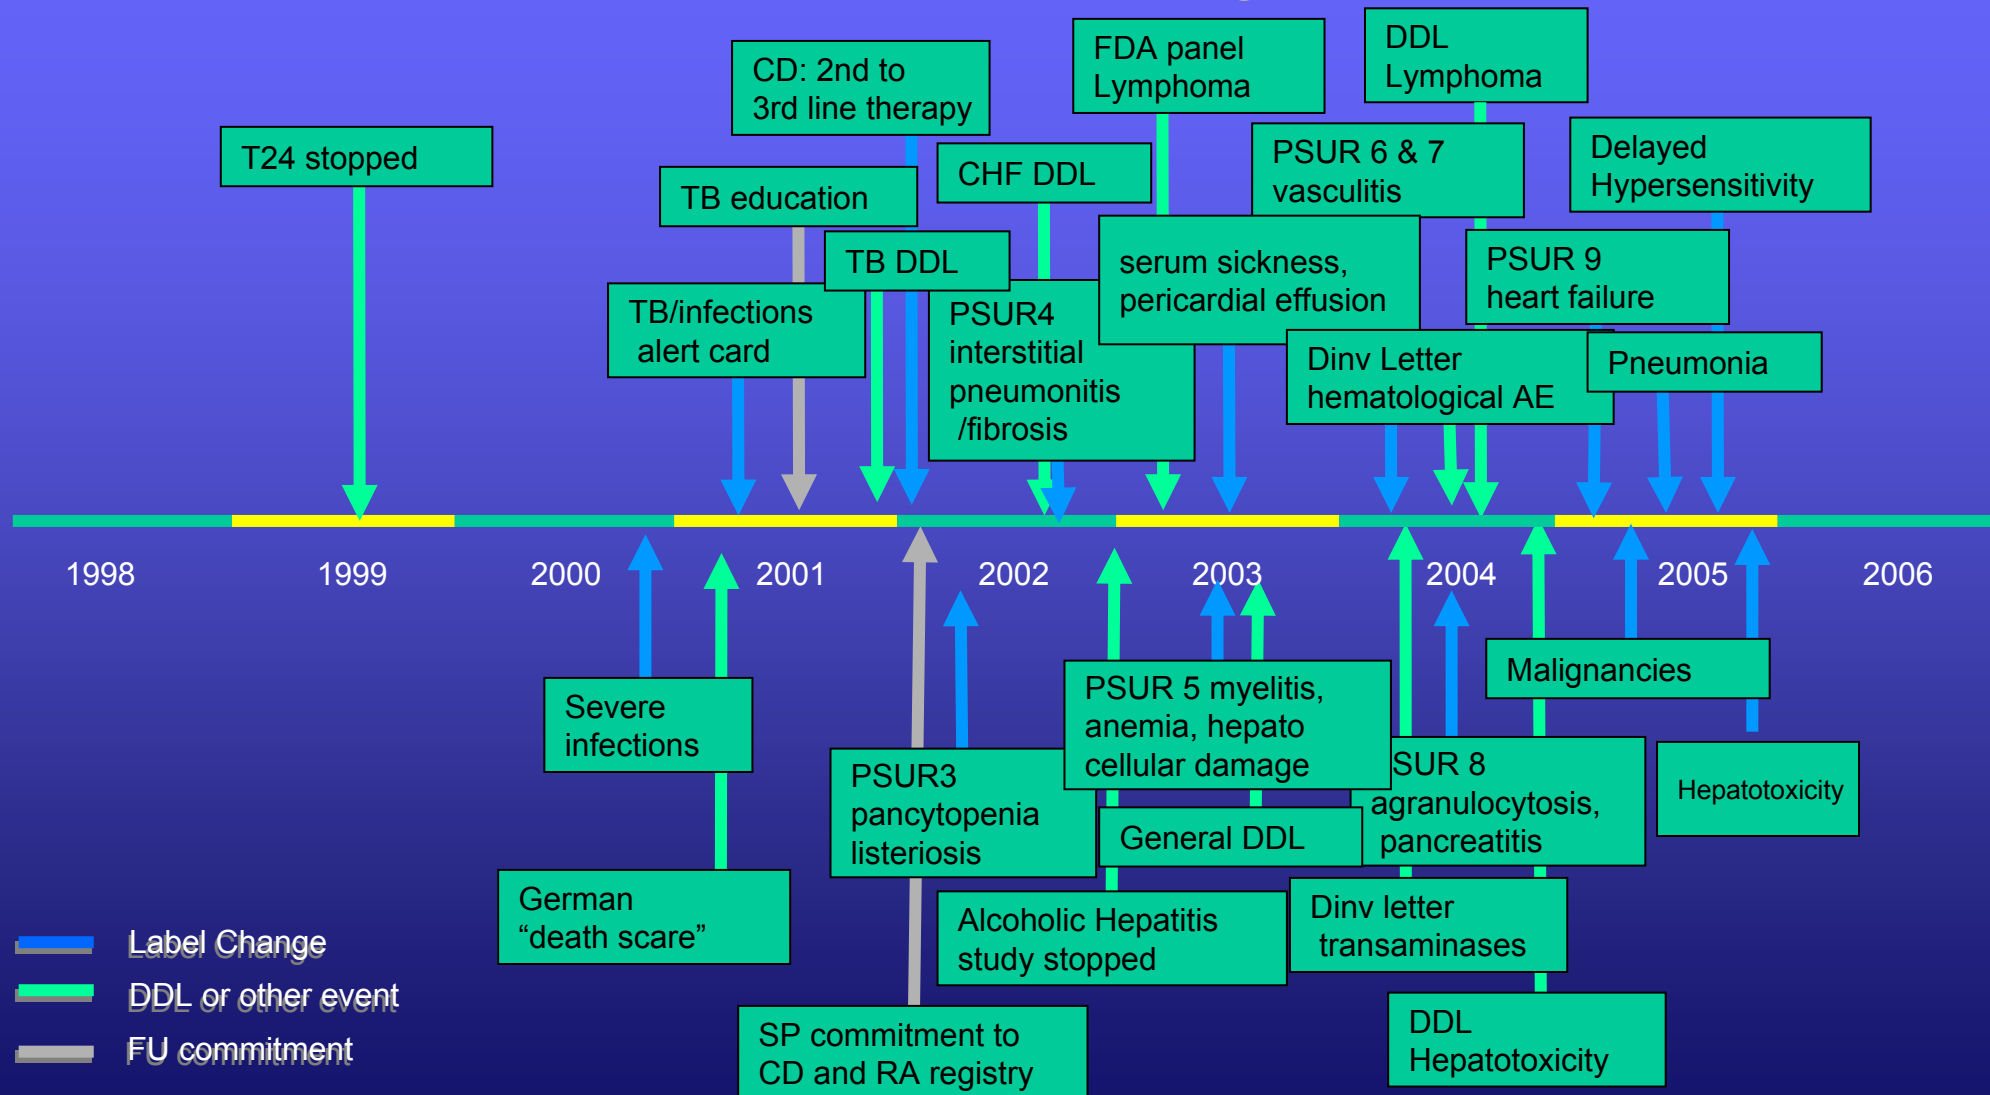 FDA panel
Lymphoma
DDL
Lymphoma
CD: 2nd to
3rd line therapy
T24 stopped
CHF DDL
PSUR 6 & 7
vasculitis
Delayed
Hypersensitivity
TB education
TB DDL
serum sickness,
pericardial effusion
PSUR 9
heart failure
TB/infections
alert card
PSUR4
interstitial
pneumonitis
/fibrosis
Dinv Letter
hematological AE
Pneumonia
1998
1999
2000
2001
2002
2003
2004
2005
2006
Severe
infections
PSUR 5 myelitis,
anemia, hepato
cellular damage
Malignancies
PSUR3
pancytopenia
listeriosis
SUR 8
agranulocytosis,
pancreatitis
Hepatotoxicity
General DDL
German
“death scare”
Alcoholic Hepatitis
study stopped
Dinv letter
transaminases
SP commitment to
CD and RA registry
DDL
Hepatotoxicity
Label Change
DDL or other event
FU commitment